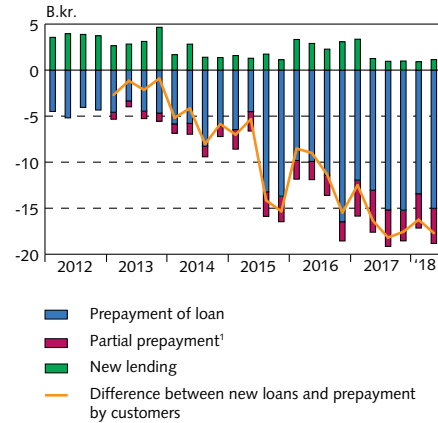 B.kr.
5
0
-5
-10
-15
-20
2012 2013 2014 2015 2016 2017 '18
Prepayment of loan
Partial prepayment¹
New lending
Difference between new loans and prepayment
by customers